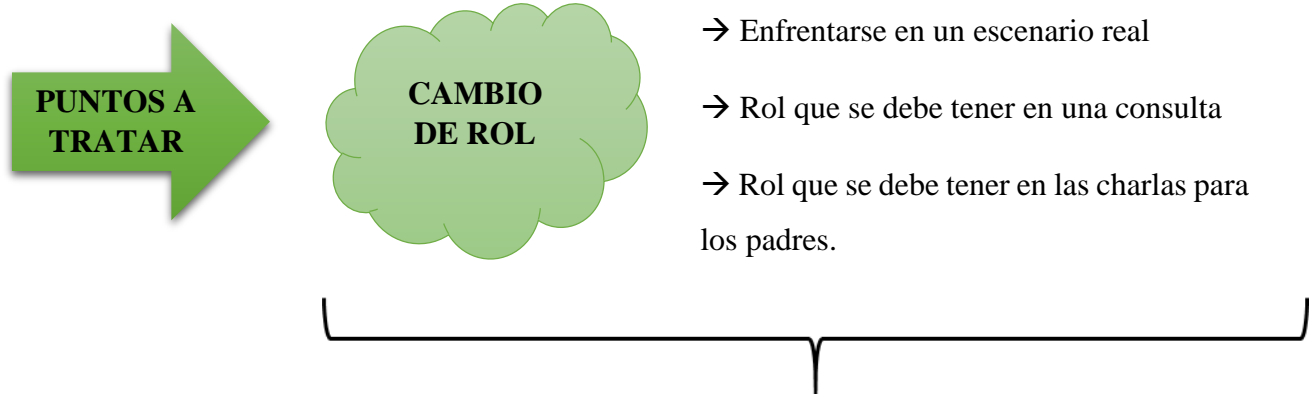 PUNTOS A
TRATAR
CAMBIO
DE ROL
→ Enfrentarse en un escenario real
→ Rol que se debe tener en una consulta
→ Rol que se debe tener en las charlas para
los padres.